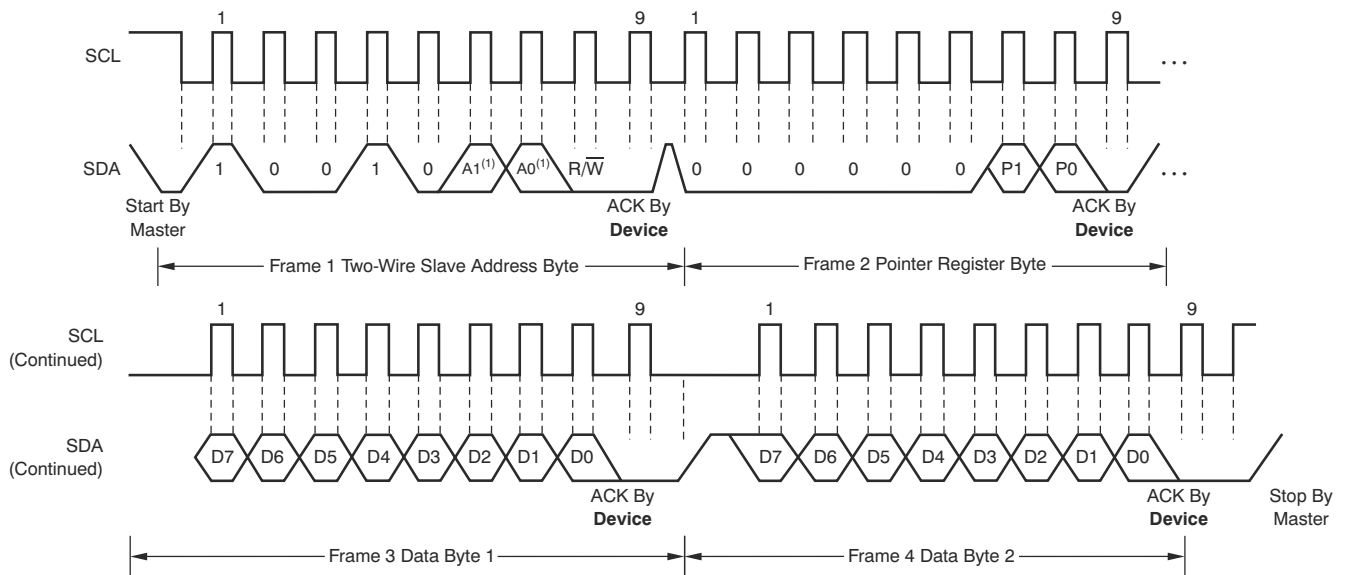 1 9 1 9
SCL
...
SDA 1 0 0 1 0 A1(1) A0(1) R/W̅ 0 0 0 0 0 0 P1 P0 ...
Start By Master
ACK By Device
ACK By Device
Frame 1 Two-Wire Slave Address Byte
Frame 2 Pointer Register Byte
1 9 1 9
SCL (Continued)
SDA (Continued) D7 D6 D5 D4 D3 D2 D1 D0 D7 D6 D5 D4 D3 D2 D1 D0
ACK By Device
ACK By Device
Stop By Master
Frame 3 Data Byte 1
Frame 4 Data Byte 2